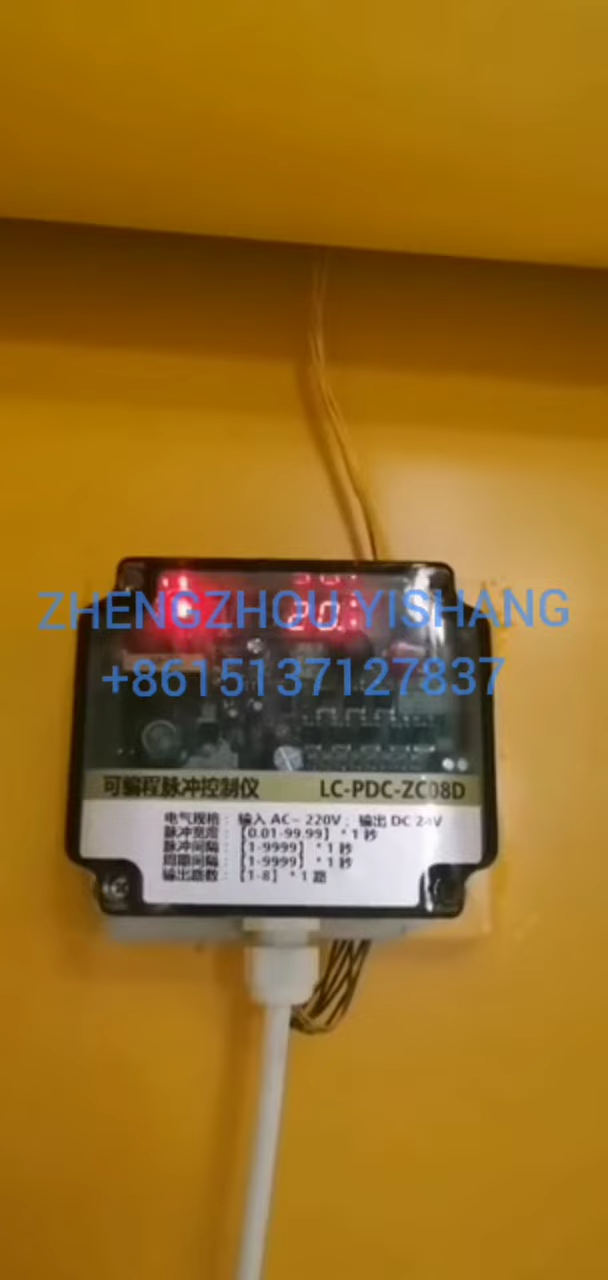 20.
ZHENGZHOU YISHANG
+8615137127837
可编程脉冲控制仪 LC-PDC-ZC08D
电气规格： 输入 AC~ 220V； 输出 DC 24V
脉冲宽度：【0.01-99.99】*1 秒
脉冲间隔：【1-9999】*1 秒
周期间隔：【1-9999】*1 秒
输出路数：【1-8】*1 路